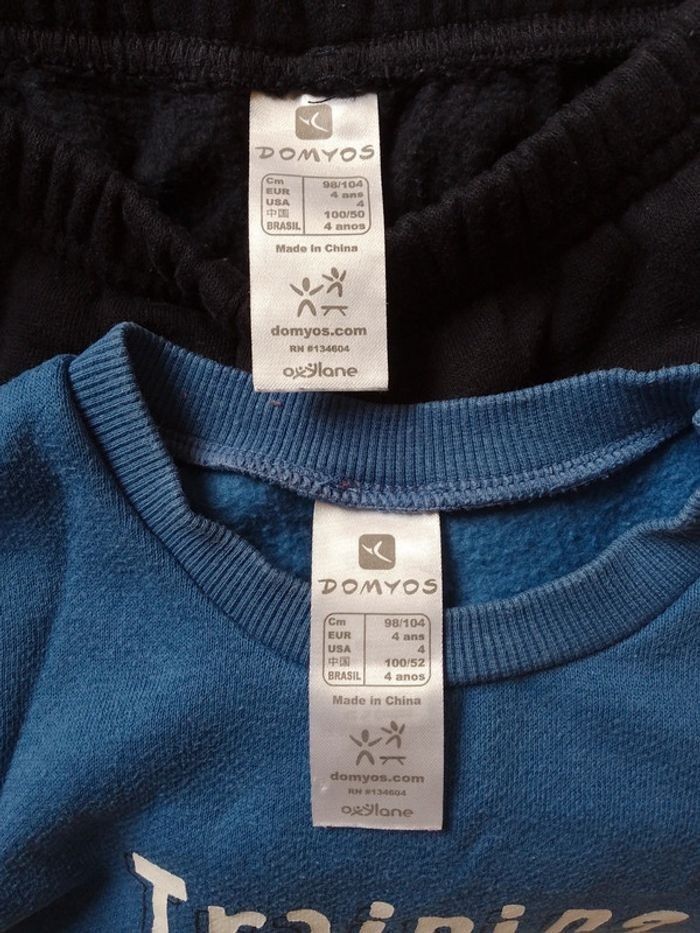 DOMYOS
Cm 98/104
EUR 4 ans
USA 4
中国 100/50
BRASIL 4 anos
Made in China
domyos.com
RN #134604
oxylane
DOMYOS
Cm 98/104
EUR 4 ans
USA 4
中国 100/52
BRASIL 4 anos
Made in China
domyos.com
RN #134604
oxylane
Training